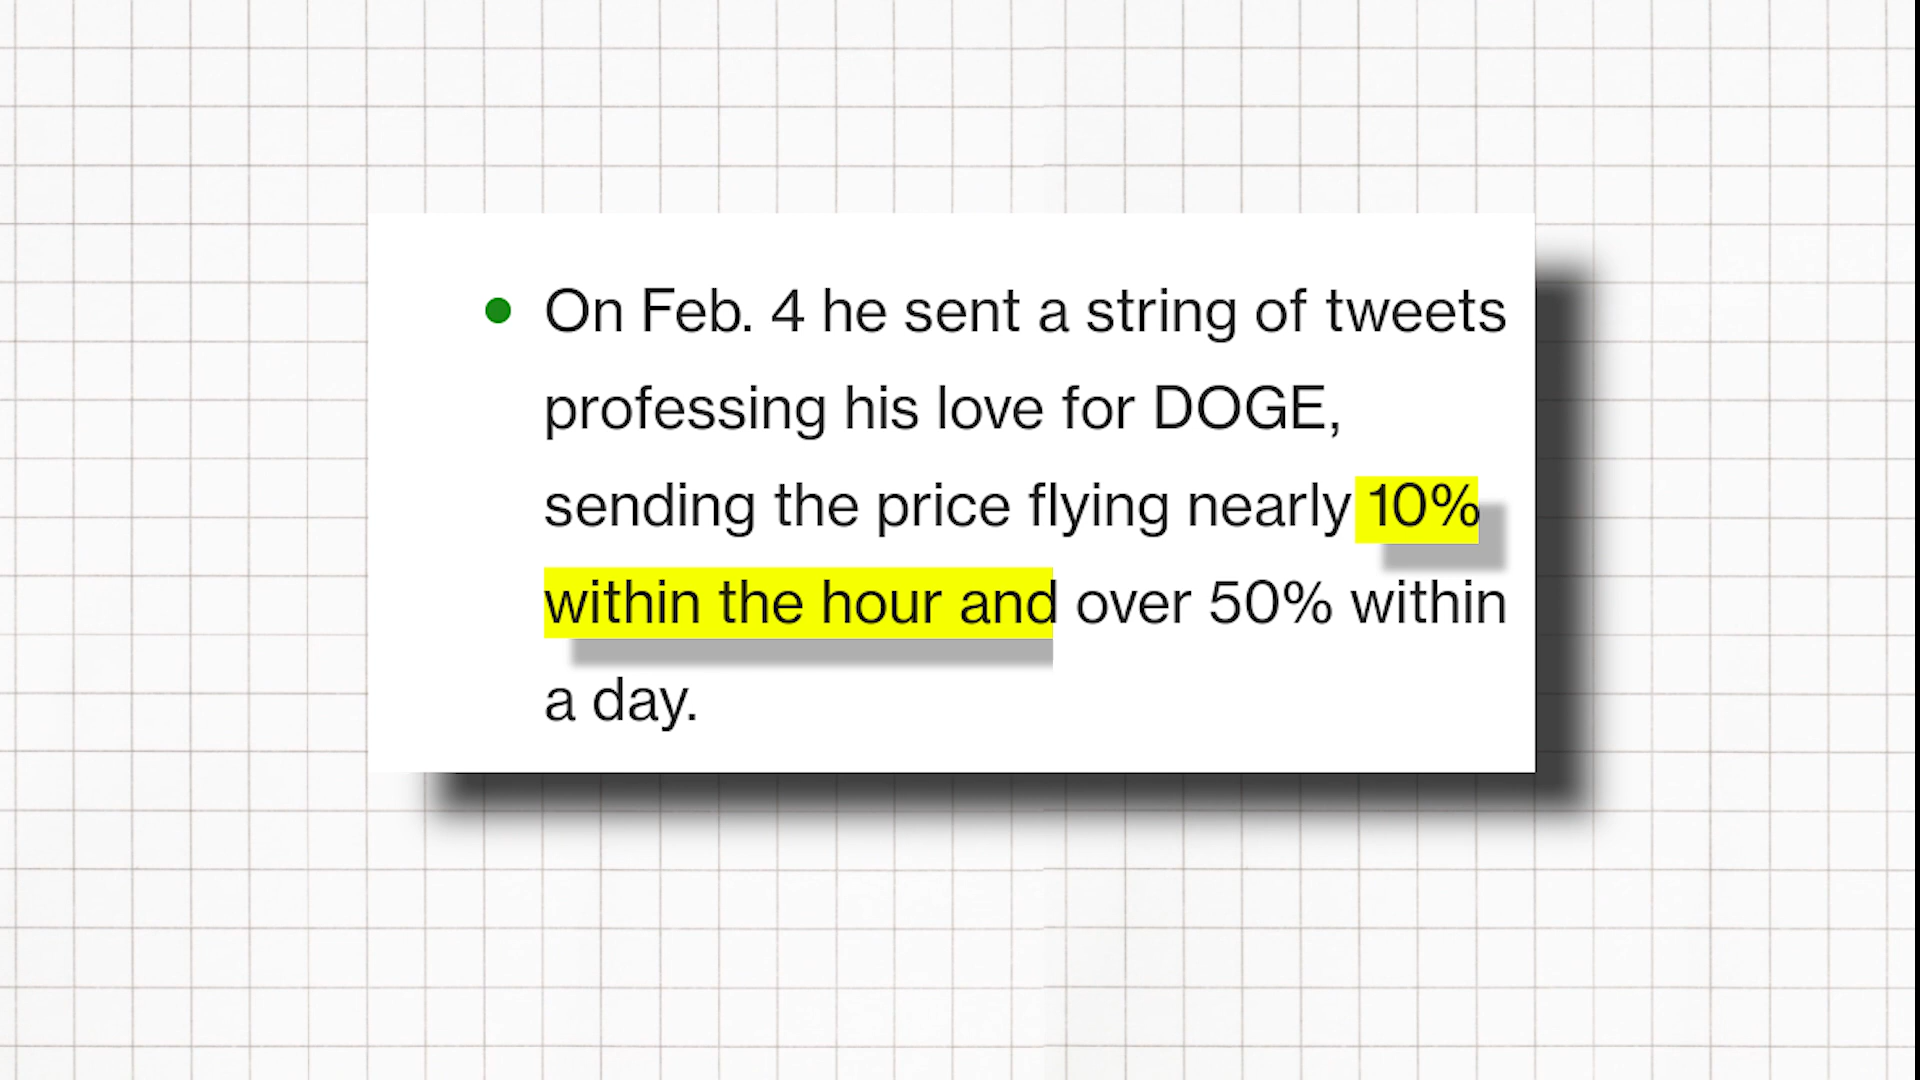 On Feb. 4 he sent a string of tweets
professing his love for DOGE,
sending the price flying nearly 10%
within the hour and over 50% within
a day.